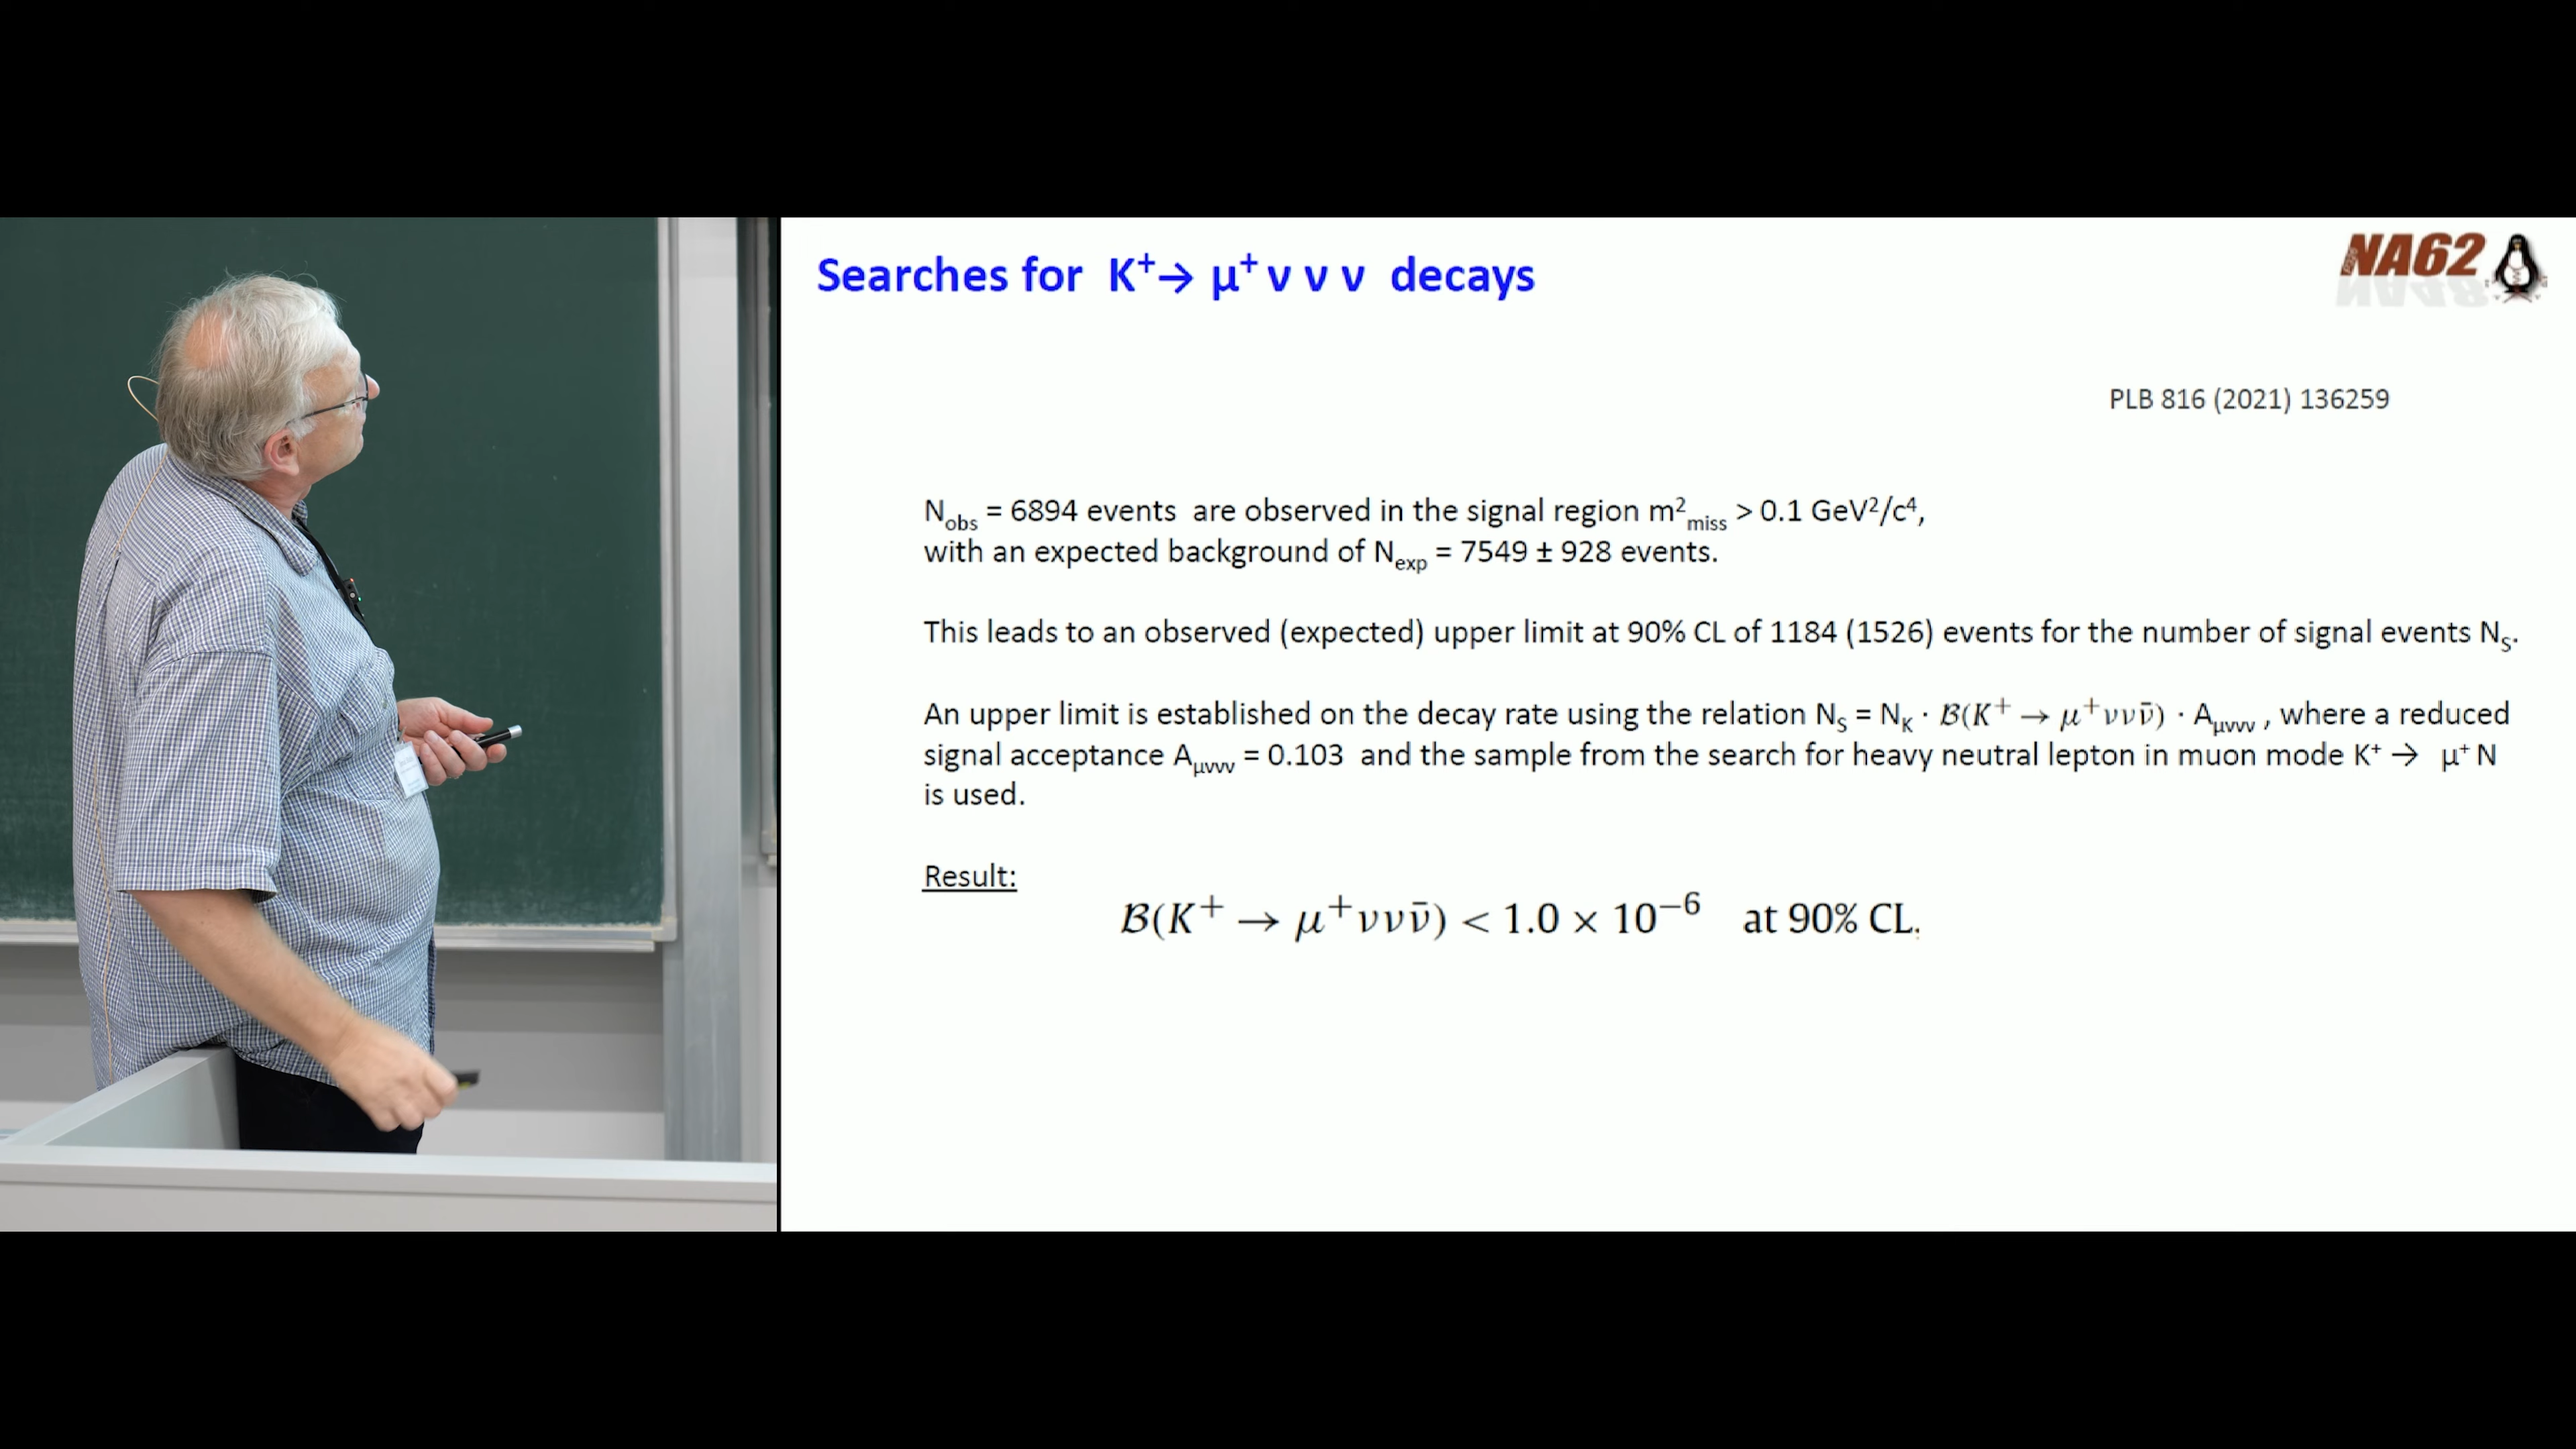 Searches for K⁺→ μ⁺ ν ν ν decays
NA62
PLB 816 (2021) 136259
N_obs = 6894 events are observed in the signal region m²_miss > 0.1 GeV²/c⁴,
with an expected background of N_exp = 7549 ± 928 events.
This leads to an observed (expected) upper limit at 90% CL of 1184 (1526) events for the number of signal events N_S.
An upper limit is established on the decay rate using the relation N_S = N_K · 𝓑(K⁺ → μ⁺ννν̄) · A_μννν , where a reduced
signal acceptance A_μννν = 0.103 and the sample from the search for heavy neutral lepton in muon mode K⁺ → μ⁺ N
is used.
Result:
𝓑(K⁺ → μ⁺ννν̄) < 1.0 × 10⁻⁶ at 90% CL.